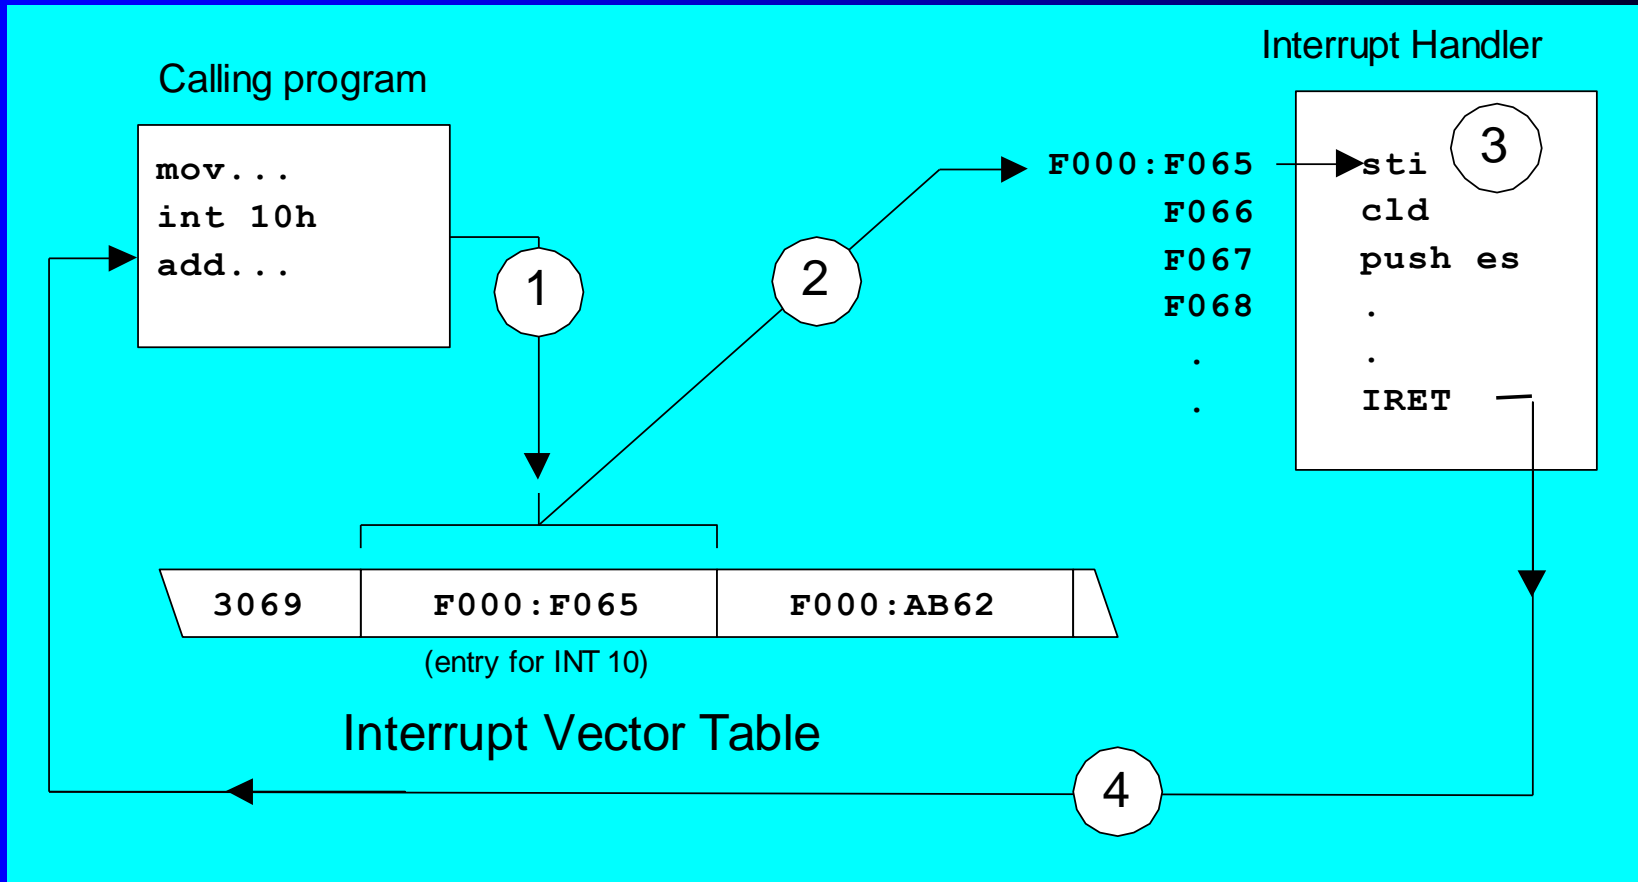 Calling program
mov...
int 10h
add...
1
2
Interrupt Handler
3
F000:F065 sti
F066 cld
F067 push es
F068 .
. .
. IRET
3069 F000:F065 F000:AB62
(entry for INT 10)
Interrupt Vector Table
4